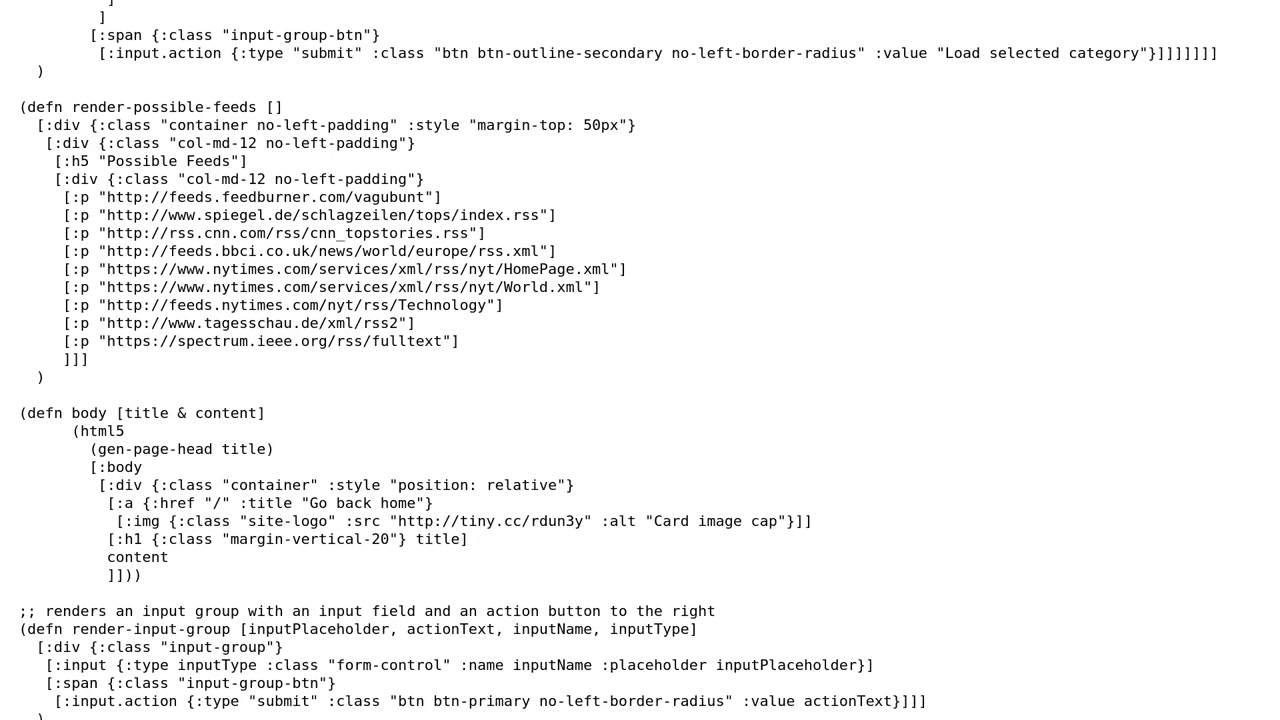 ]
]
[:span {:class "input-group-btn"}
[:input.action {:type "submit" :class "btn btn-outline-secondary no-left-border-radius" :value "Load selected category"}]]]]]]]
)
(defn render-possible-feeds []
[:div {:class "container no-left-padding" :style "margin-top: 50px"}
[:div {:class "col-md-12 no-left-padding"}
[:h5 "Possible Feeds"]
[:div {:class "col-md-12 no-left-padding"}
[:p "http://feeds.feedburner.com/vagubunt"]
[:p "http://www.spiegel.de/schlagzeilen/tops/index.rss"]
[:p "http://rss.cnn.com/rss/cnn_topstories.rss"]
[:p "http://feeds.bbci.co.uk/news/world/europe/rss.xml"]
[:p "https://www.nytimes.com/services/xml/rss/nyt/HomePage.xml"]
[:p "https://www.nytimes.com/services/xml/rss/nyt/World.xml"]
[:p "http://feeds.nytimes.com/nyt/rss/Technology"]
[:p "http://www.tagesschau.de/xml/rss2"]
[:p "https://spectrum.ieee.org/rss/fulltext"]
]]]
)
(defn body [title & content]
(html5
(gen-page-head title)
[:body
[:div {:class "container" :style "position: relative"}
[:a {:href "/" :title "Go back home"}
[:img {:class "site-logo" :src "http://tiny.cc/rdun3y" :alt "Card image cap"}]]
[:h1 {:class "margin-vertical-20"} title]
content
]]))
;; renders an input group with an input field and an action button to the right
(defn render-input-group [inputPlaceholder, actionText, inputName, inputType]
[:div {:class "input-group"}
[:input {:type inputType :class "form-control" :name inputName :placeholder inputPlaceholder}]
[:span {:class "input-group-btn"}
[:input.action {:type "submit" :class "btn btn-primary no-left-border-radius" :value actionText}]]]
)